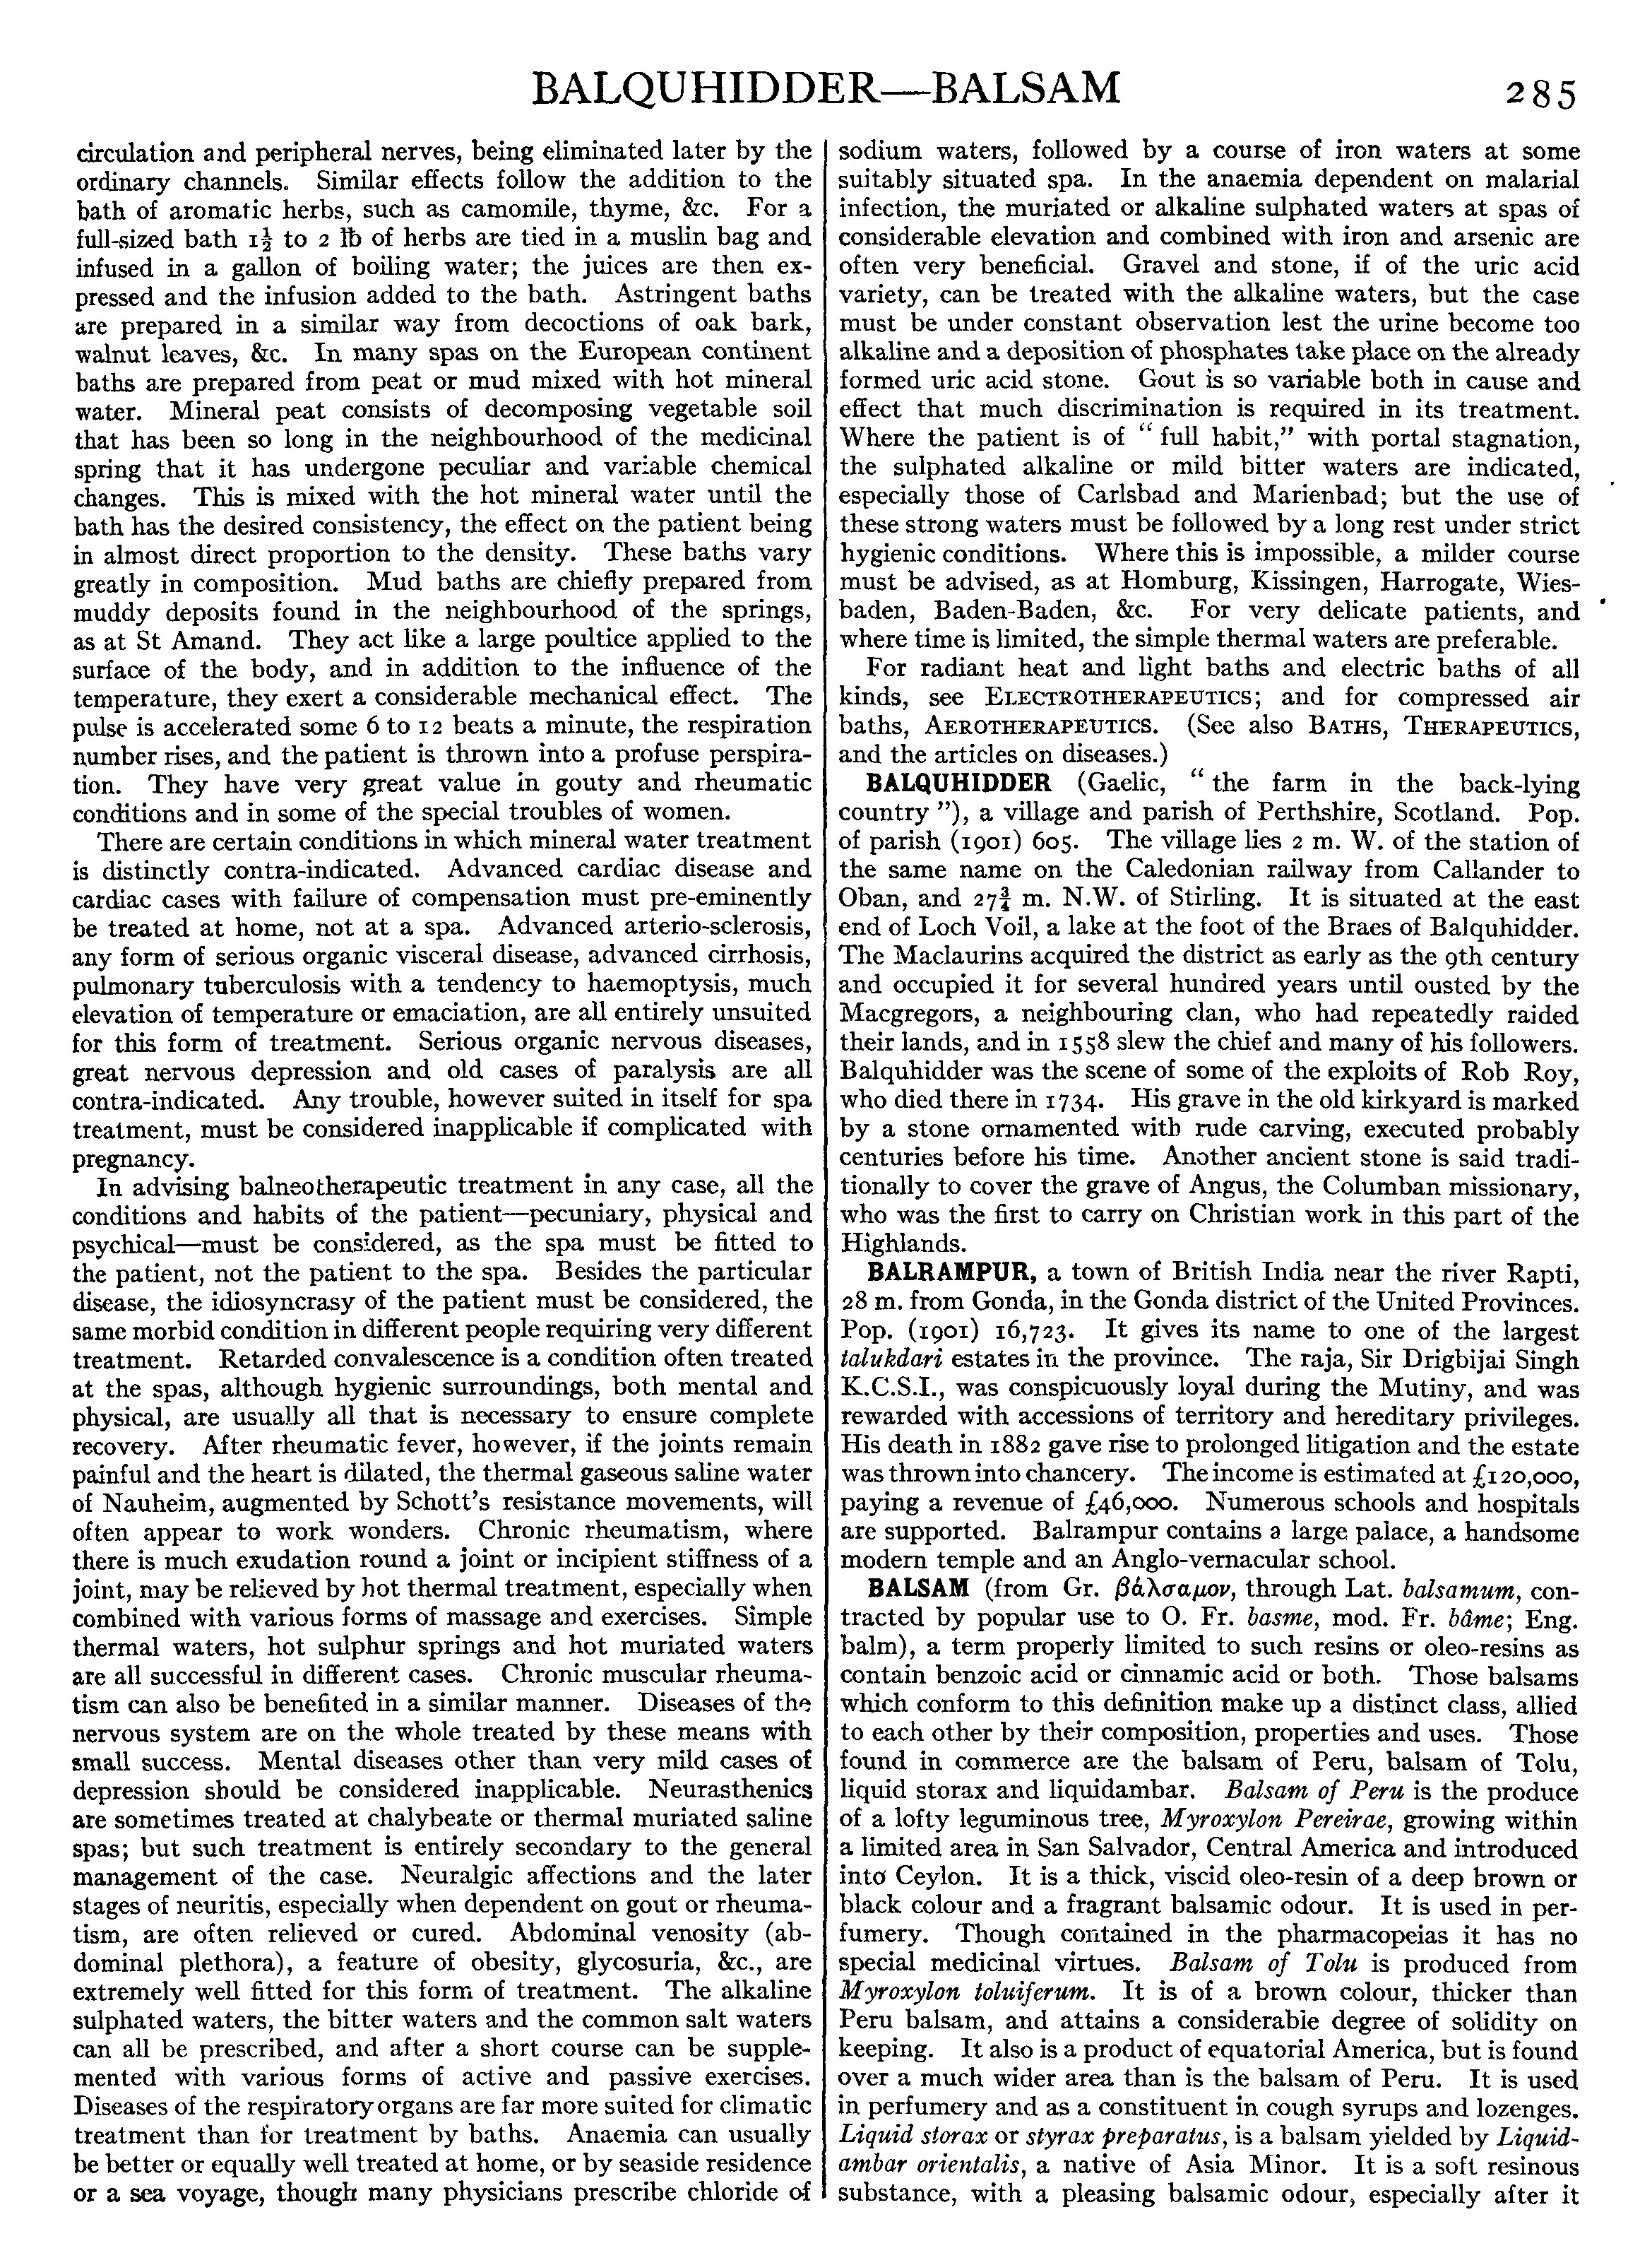 BALQUHIDDER—BALSAM
285
circulation and peripheral nerves, being eliminated later by the
ordinary channels. Similar effects follow the addition to the
bath of aromatic herbs, such as camomile, thyme, &c. For a
full-sized bath 1½ to 2 ℔ of herbs are tied in a muslin bag and
infused in a gallon of boiling water; the juices are then ex-
pressed and the infusion added to the bath. Astringent baths
are prepared in a similar way from decoctions of oak bark,
walnut leaves, &c. In many spas on the European continent
baths are prepared from peat or mud mixed with hot mineral
water. Mineral peat consists of decomposing vegetable soil
that has been so long in the neighbourhood of the medicinal
spring that it has undergone peculiar and variable chemical
changes. This is mixed with the hot mineral water until the
bath has the desired consistency, the effect on the patient being
in almost direct proportion to the density. These baths vary
greatly in composition. Mud baths are chiefly prepared from
muddy deposits found in the neighbourhood of the springs,
as at St Amand. They act like a large poultice applied to the
surface of the body, and in addition to the influence of the
temperature, they exert a considerable mechanical effect. The
pulse is accelerated some 6 to 12 beats a minute, the respiration
number rises, and the patient is thrown into a profuse perspira-
tion. They have very great value in gouty and rheumatic
conditions and in some of the special troubles of women.
There are certain conditions in which mineral water treatment
is distinctly contra-indicated. Advanced cardiac disease and
cardiac cases with failure of compensation must pre-eminently
be treated at home, not at a spa. Advanced arterio-sclerosis,
any form of serious organic visceral disease, advanced cirrhosis,
pulmonary tuberculosis with a tendency to haemoptysis, much
elevation of temperature or emaciation, are all entirely unsuited
for this form of treatment. Serious organic nervous diseases,
great nervous depression and old cases of paralysis are all
contra-indicated. Any trouble, however suited in itself for spa
treatment, must be considered inapplicable if complicated with
pregnancy.
In advising balneotherapeutic treatment in any case, all the
conditions and habits of the patient—pecuniary, physical and
psychical—must be considered, as the spa must be fitted to
the patient, not the patient to the spa. Besides the particular
disease, the idiosyncrasy of the patient must be considered, the
same morbid condition in different people requiring very different
treatment. Retarded convalescence is a condition often treated
at the spas, although hygienic surroundings, both mental and
physical, are usually all that is necessary to ensure complete
recovery. After rheumatic fever, however, if the joints remain
painful and the heart is dilated, the thermal gaseous saline water
of Nauheim, augmented by Schott's resistance movements, will
often appear to work wonders. Chronic rheumatism, where
there is much exudation round a joint or incipient stiffness of a
joint, may be relieved by hot thermal treatment, especially when
combined with various forms of massage and exercises. Simple
thermal waters, hot sulphur springs and hot muriated waters
are all successful in different cases. Chronic muscular rheuma-
tism can also be benefited in a similar manner. Diseases of the
nervous system are on the whole treated by these means with
small success. Mental diseases other than very mild cases of
depression should be considered inapplicable. Neurasthenics
are sometimes treated at chalybeate or thermal muriated saline
spas; but such treatment is entirely secondary to the general
management of the case. Neuralgic affections and the later
stages of neuritis, especially when dependent on gout or rheuma-
tism, are often relieved or cured. Abdominal venosity (ab-
dominal plethora), a feature of obesity, glycosuria, &c., are
extremely well fitted for this form of treatment. The alkaline
sulphated waters, the bitter waters and the common salt waters
can all be prescribed, and after a short course can be supple-
mented with various forms of active and passive exercises.
Diseases of the respiratory organs are far more suited for climatic
treatment than for treatment by baths. Anaemia can usually
be better or equally well treated at home, or by seaside residence
or a sea voyage, though many physicians prescribe chloride of
sodium waters, followed by a course of iron waters at some
suitably situated spa. In the anaemia dependent on malarial
infection, the muriated or alkaline sulphated waters at spas of
considerable elevation and combined with iron and arsenic are
often very beneficial. Gravel and stone, if of the uric acid
variety, can be treated with the alkaline waters, but the case
must be under constant observation lest the urine become too
alkaline and a deposition of phosphates take place on the already
formed uric acid stone. Gout is so variable both in cause and
effect that much discrimination is required in its treatment.
Where the patient is of “ full habit,” with portal stagnation,
the sulphated alkaline or mild bitter waters are indicated,
especially those of Carlsbad and Marienbad; but the use of
these strong waters must be followed by a long rest under strict
hygienic conditions. Where this is impossible, a milder course
must be advised, as at Homburg, Kissingen, Harrogate, Wies-
baden, Baden-Baden, &c. For very delicate patients, and
where time is limited, the simple thermal waters are preferable.
For radiant heat and light baths and electric baths of all
kinds, see ELECTROTHERAPEUTICS; and for compressed air
baths, AEROTHERAPEUTICS. (See also BATHS, THERAPEUTICS,
and the articles on diseases.)
BALQUHIDDER (Gaelic, “ the farm in the back-lying
country ”), a village and parish of Perthshire, Scotland. Pop.
of parish (1901) 605. The village lies 2 m. W. of the station of
the same name on the Caledonian railway from Callander to
Oban, and 27¾ m. N.W. of Stirling. It is situated at the east
end of Loch Voil, a lake at the foot of the Braes of Balquhidder.
The Maclaurins acquired the district as early as the 9th century
and occupied it for several hundred years until ousted by the
Macgregors, a neighbouring clan, who had repeatedly raided
their lands, and in 1558 slew the chief and many of his followers.
Balquhidder was the scene of some of the exploits of Rob Roy,
who died there in 1734. His grave in the old kirkyard is marked
by a stone ornamented with rude carving, executed probably
centuries before his time. Another ancient stone is said tradi-
tionally to cover the grave of Angus, the Columban missionary,
who was the first to carry on Christian work in this part of the
Highlands.
BALRAMPUR, a town of British India near the river Rapti,
28 m. from Gonda, in the Gonda district of the United Provinces.
Pop. (1901) 16,723. It gives its name to one of the largest
talukdari estates in the province. The raja, Sir Drigbijai Singh
K.C.S.I., was conspicuously loyal during the Mutiny, and was
rewarded with accessions of territory and hereditary privileges.
His death in 1882 gave rise to prolonged litigation and the estate
was thrown into chancery. The income is estimated at £120,000,
paying a revenue of £46,000. Numerous schools and hospitals
are supported. Balrampur contains a large palace, a handsome
modern temple and an Anglo-vernacular school.
BALSAM (from Gr. βάλσαμον, through Lat. balsamum, con-
tracted by popular use to O. Fr. basme, mod. Fr. bâme; Eng.
balm), a term properly limited to such resins or oleo-resins as
contain benzoic acid or cinnamic acid or both. Those balsams
which conform to this definition make up a distinct class, allied
to each other by their composition, properties and uses. Those
found in commerce are the balsam of Peru, balsam of Tolu,
liquid storax and liquidambar. Balsam of Peru is the produce
of a lofty leguminous tree, Myroxylon Pereirae, growing within
a limited area in San Salvador, Central America and introduced
into Ceylon. It is a thick, viscid oleo-resin of a deep brown or
black colour and a fragrant balsamic odour. It is used in per-
fumery. Though contained in the pharmacopeias it has no
special medicinal virtues. Balsam of Tolu is produced from
Myroxylon toluiferum. It is of a brown colour, thicker than
Peru balsam, and attains a considerable degree of solidity on
keeping. It also is a product of equatorial America, but is found
over a much wider area than is the balsam of Peru. It is used
in perfumery and as a constituent in cough syrups and lozenges.
Liquid storax or styrax preparatus, is a balsam yielded by Liquid-
ambar orientalis, a native of Asia Minor. It is a soft resinous
substance, with a pleasing balsamic odour, especially after it